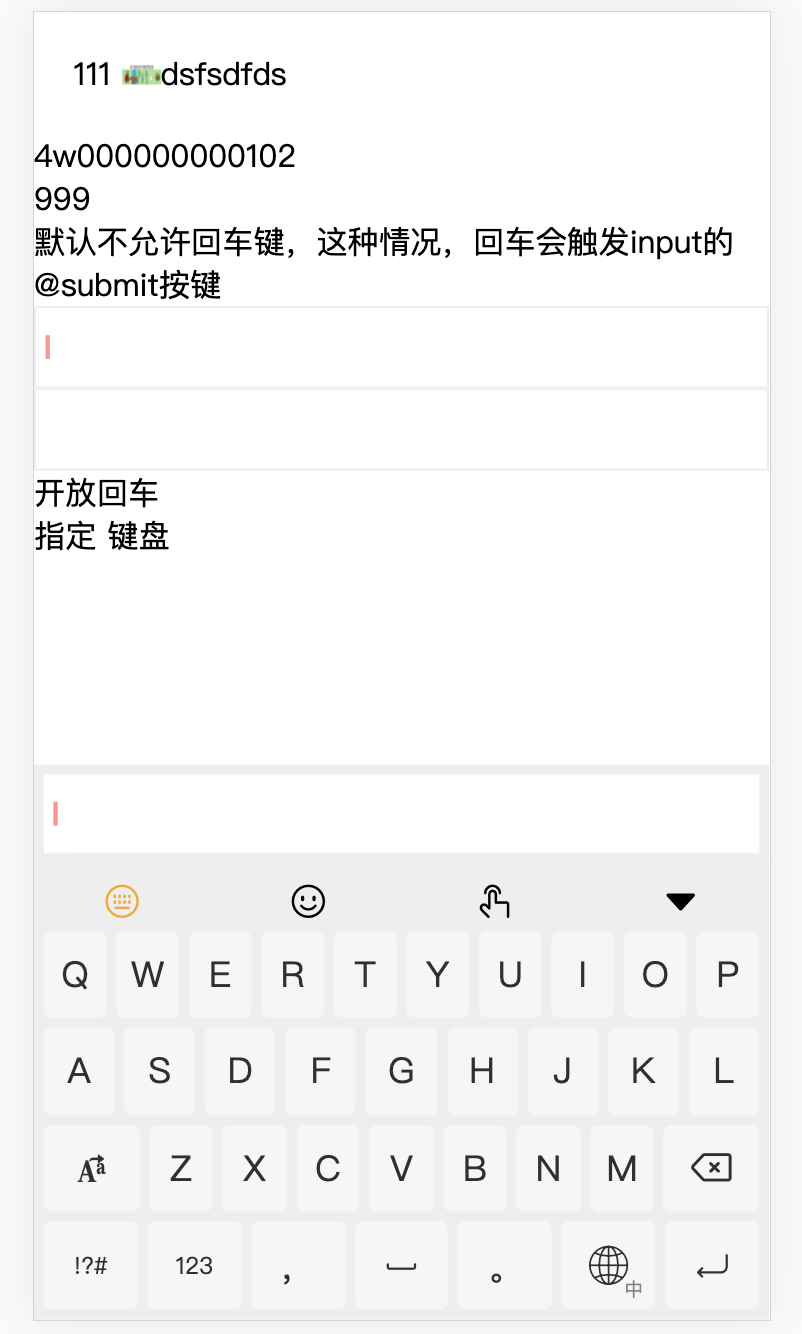 111 dsfsdfds
4w000000000102
999
默认不允许回车键，这种情况，回车会触发input的
@submit按键
开放回车
指定 键盘
Q W E R T Y U I O P
A S D F G H J K L
Aa Z X C V B N M
!?# 123 ， 。 中